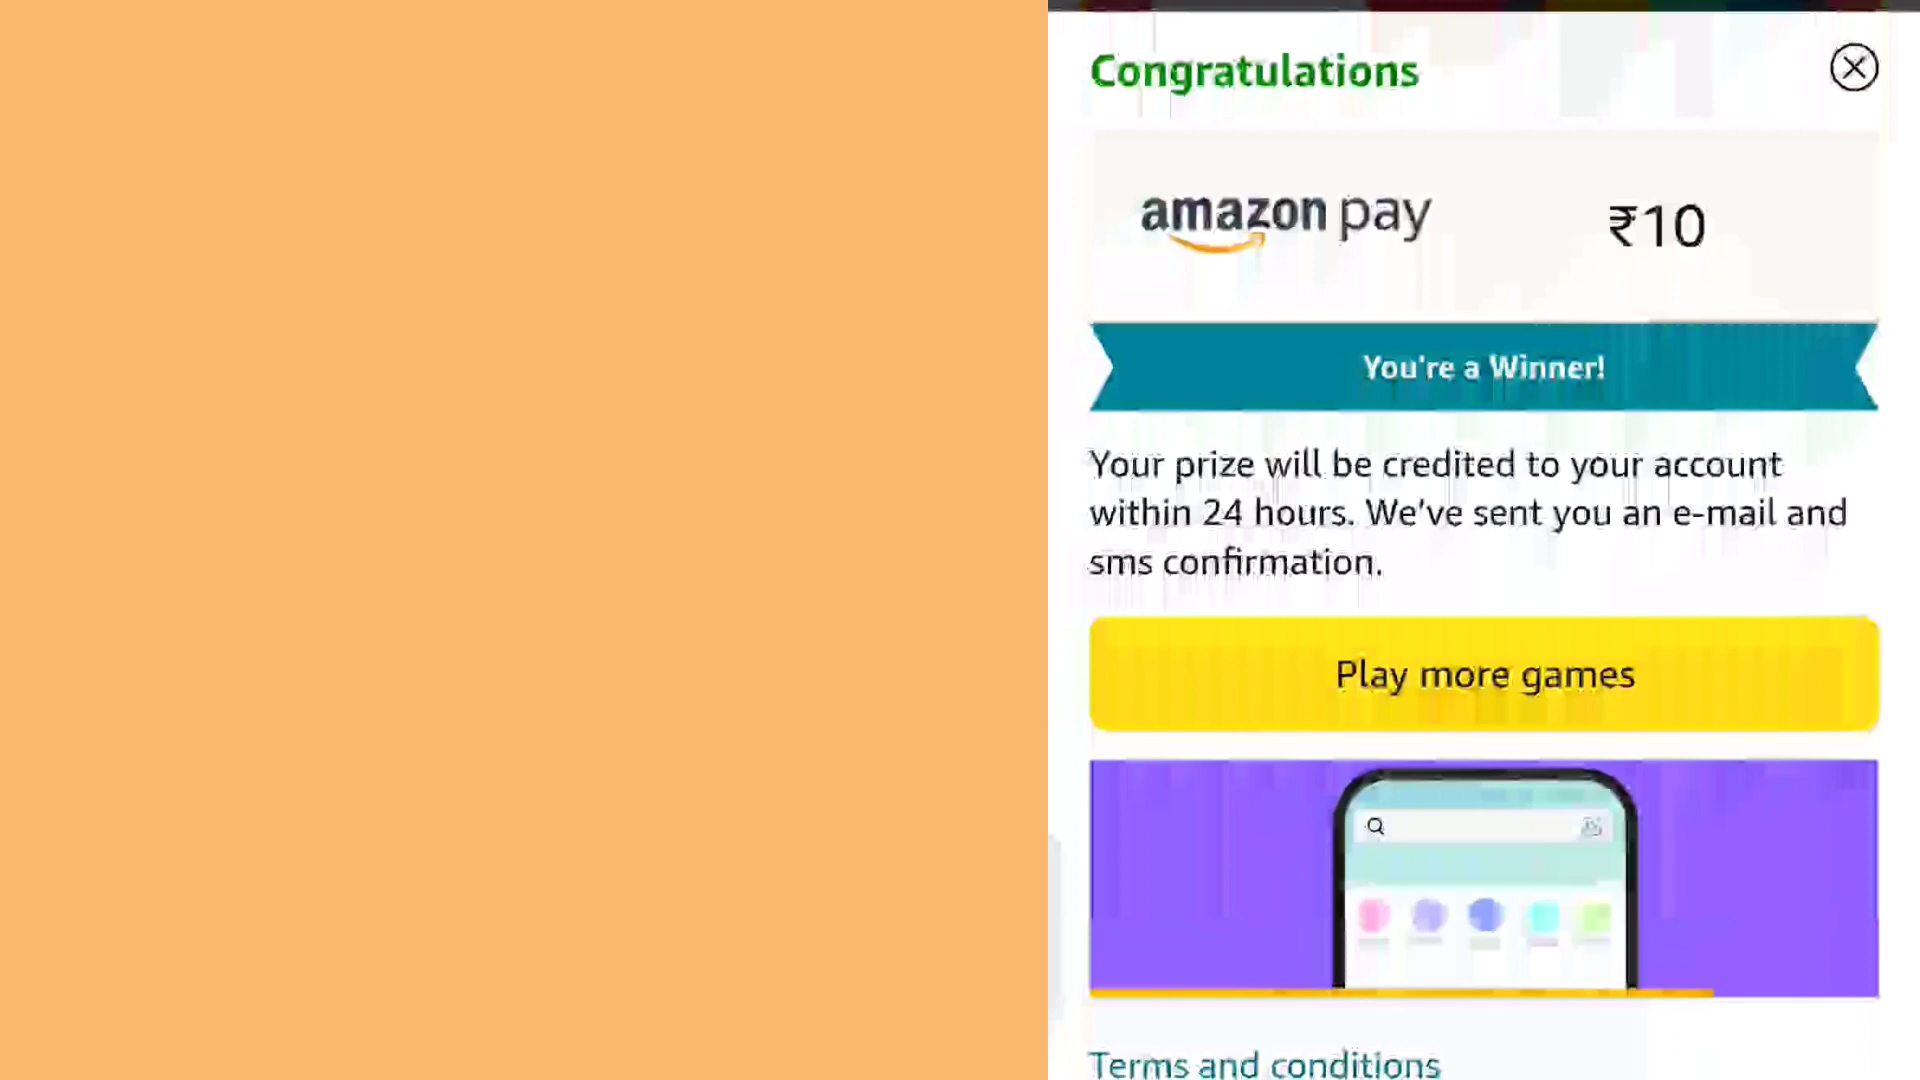 Congratulations
amazon pay
₹10
You're a Winner!
Your prize will be credited to your account
within 24 hours. We've sent you an e-mail and
sms confirmation.
Play more games
Terms and conditions